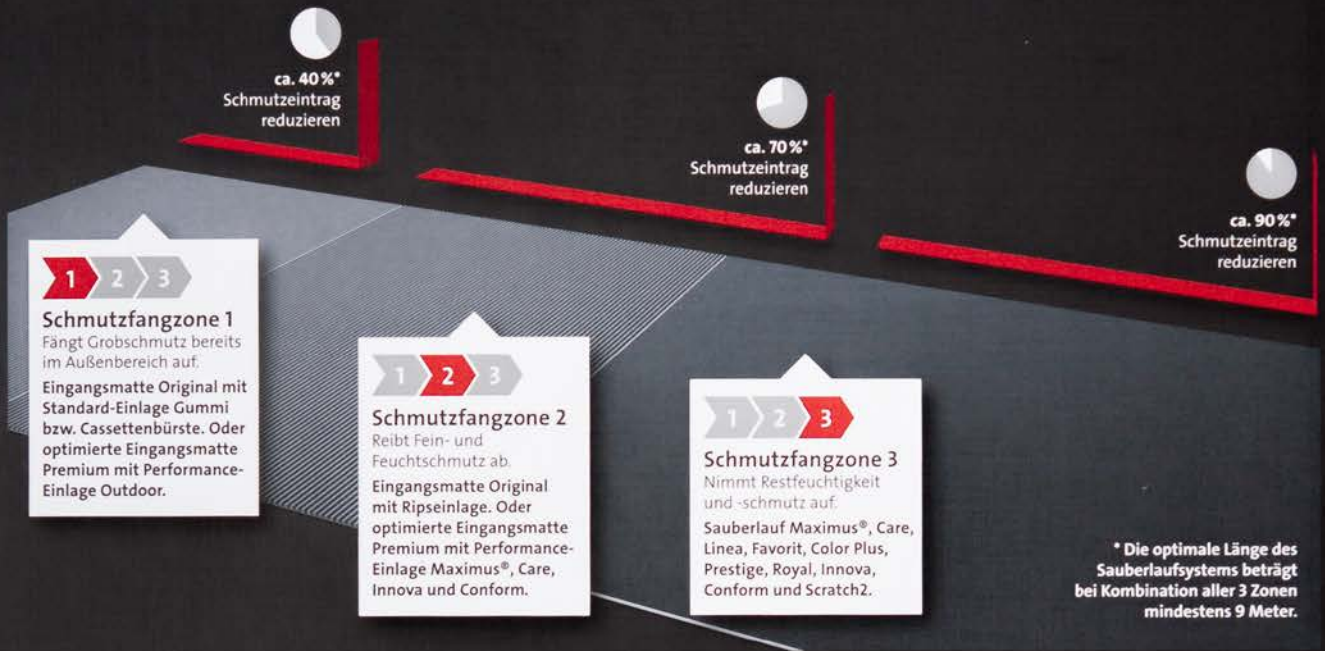 ca. 40 %*
Schmutzeintrag
reduzieren
ca. 70 %*
Schmutzeintrag
reduzieren
ca. 90 %*
Schmutzeintrag
reduzieren
1 2 3
Schmutzfangzone 1
Fängt Grobschmutz bereits
im Außenbereich auf.
Eingangsmatte Original mit
Standard-Einlage Gummi
bzw. Cassettenbürste. Oder
optimierte Eingangsmatte
Premium mit Performance-
Einlage Outdoor.
1 2 3
Schmutzfangzone 2
Reibt Fein- und
Feuchtschmutz ab.
Eingangsmatte Original
mit Ripseinlage. Oder
optimierte Eingangsmatte
Premium mit Performance-
Einlage Maximus®, Care,
Innova und Conform.
1 2 3
Schmutzfangzone 3
Nimmt Restfeuchtigkeit
und -schmutz auf.
Sauberlauf Maximus®, Care,
Linea, Favorit, Color Plus,
Prestige, Royal, Innova,
Conform und Scratch2.
* Die optimale Länge des
Sauberlaufsystems beträgt
bei Kombination aller 3 Zonen
mindestens 9 Meter.